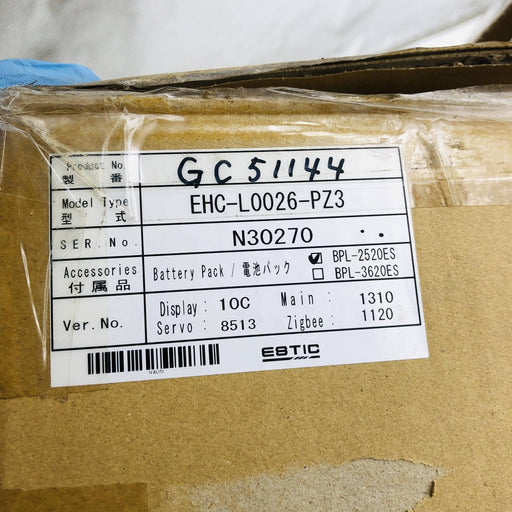 Product No.
製 番
GC51144
Model Type
型 式
EHC-L0026-PZ3
SER. No.
N30270
Accessories
付属品
Battery Pack / 電池パック
☑ BPL-2520ES
☐ BPL-3620ES
Ver. No.
Display : 10C Main : 1310
Servo : 8513 Zigbee : 1120
N30270
ESTIC